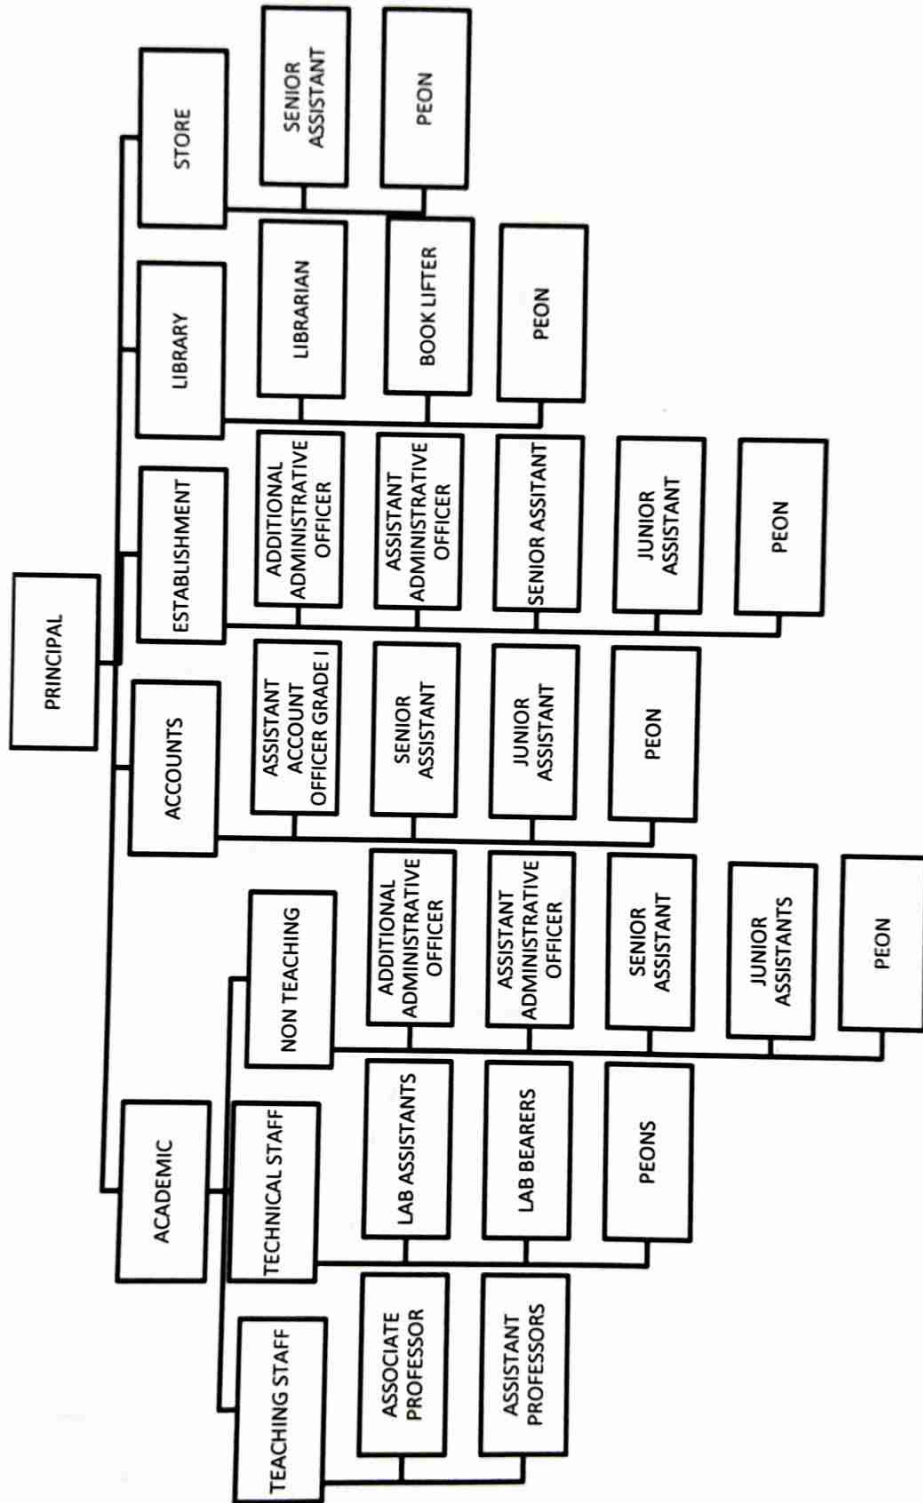 PRINCIPAL
ACADEMIC
ACCOUNTS
ESTABLISHMENT
LIBRARY
STORE
TEACHING STAFF
TECHNICAL STAFF
NON TEACHING
ASSOCIATE
PROFESSOR
ASSISTANT
PROFESSORS
LAB ASSISTANTS
LAB BEARERS
PEONS
ADDITIONAL
ADMINISTRATIVE
OFFICER
ASSISTANT
ADMINISTRATIVE
OFFICER
SENIOR
ASSISTANT
JUNIOR
ASSISTANTS
PEON
ASSISTANT
ACCOUNT
OFFICER GRADE I
SENIOR
ASSISTANT
JUNIOR
ASSISTANT
PEON
ADDITIONAL
ADMINISTRATIVE
OFFICER
ASSISTANT
ADMINISTRATIVE
OFFICER
SENIOR ASSITANT
JUNIOR
ASSISTANT
PEON
LIBRARIAN
BOOK LIFTER
PEON
SENIOR
ASSISTANT
PEON